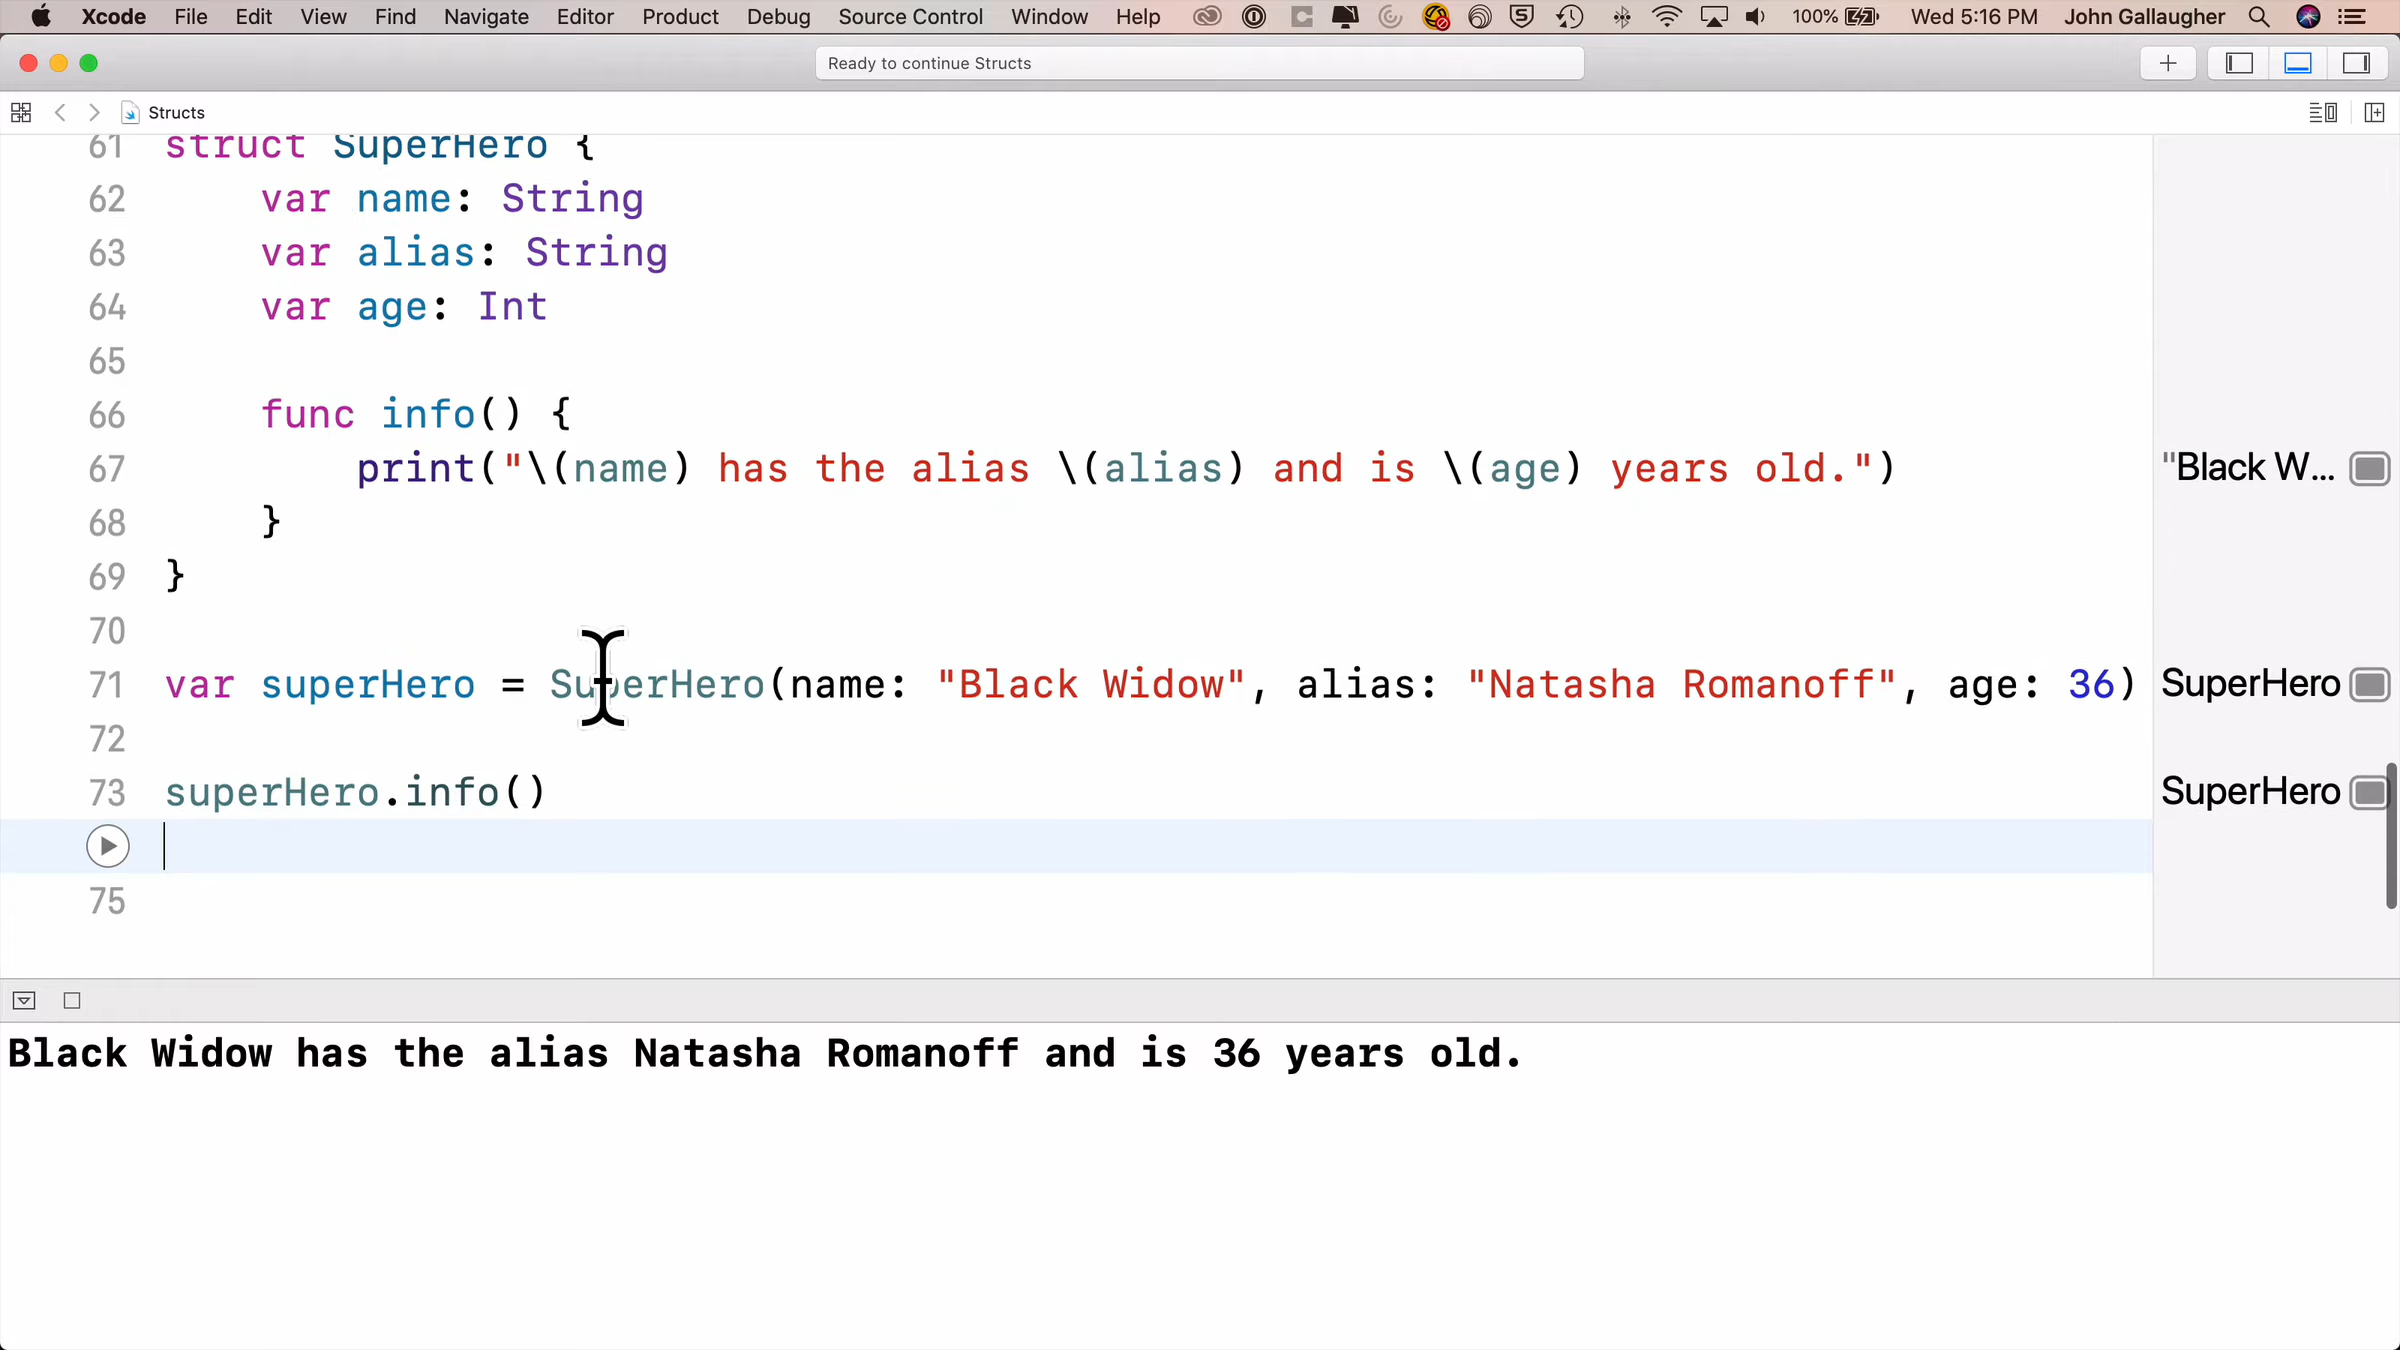 Xcode File Edit View Find Navigate Editor Product Debug Source Control Window Help 100% Wed 5:16 PM John Gallaugher
Ready to continue Structs
Structs
61 struct SuperHero {
62 var name: String
63 var alias: String
64 var age: Int
65
66 func info() {
67 print("\(name) has the alias \(alias) and is \(age) years old.") "Black W...
68 }
69 }
70
71 var superHero = SuperHero(name: "Black Widow", alias: "Natasha Romanoff", age: 36) SuperHero
72
73 superHero.info() SuperHero
75
Black Widow has the alias Natasha Romanoff and is 36 years old.